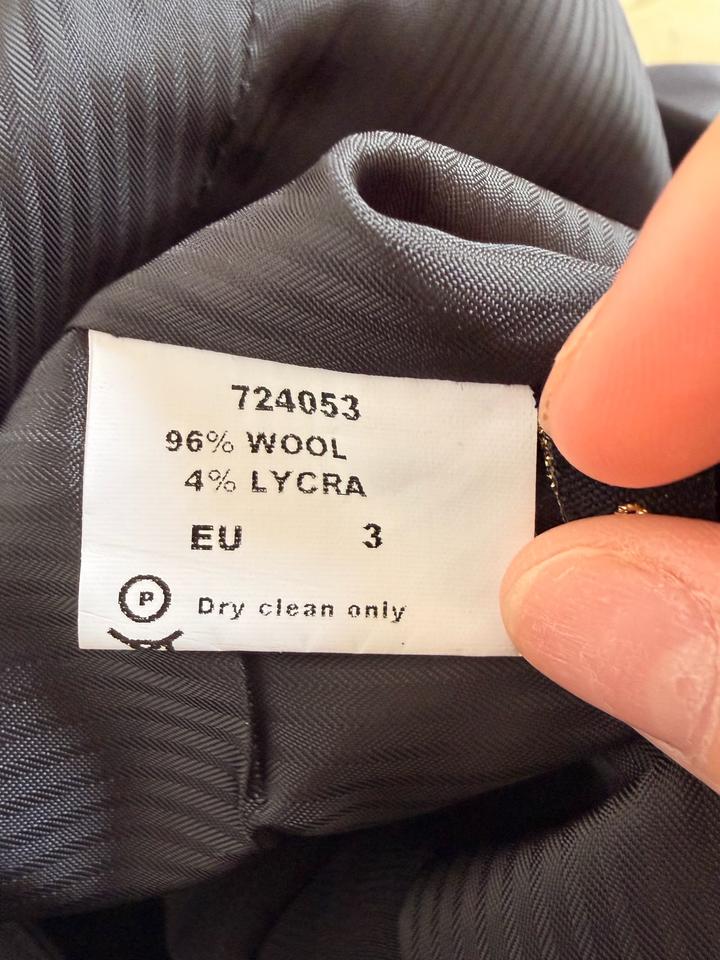 724053
96% WOOL
4% LYCRA
EU 3
P Dry clean only